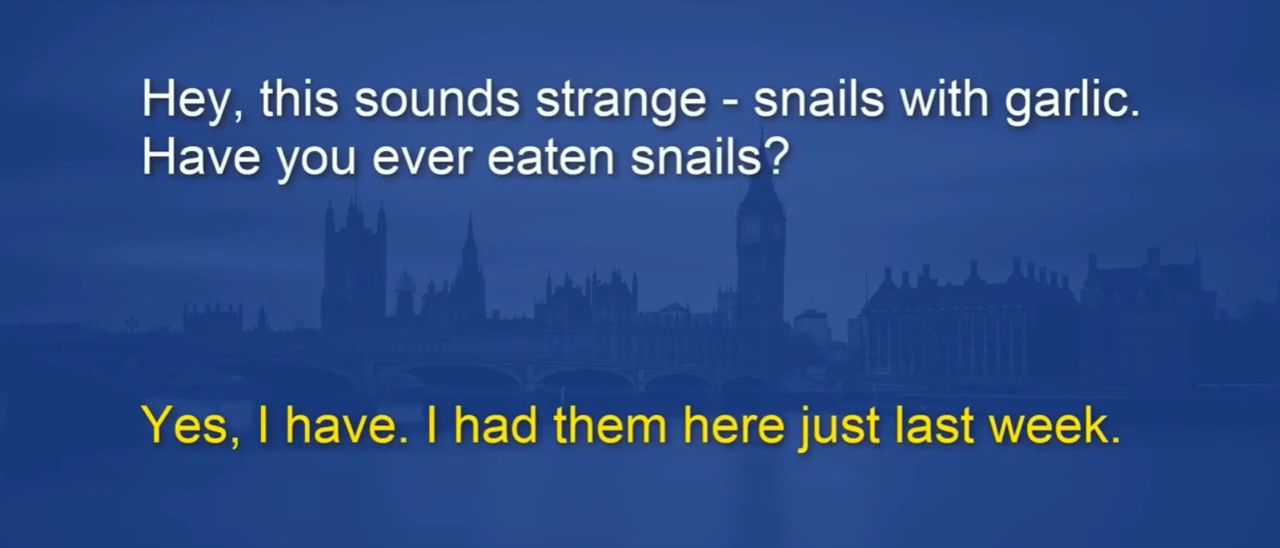 Hey, this sounds strange - snails with garlic.
Have you ever eaten snails?
Yes, I have. I had them here just last week.